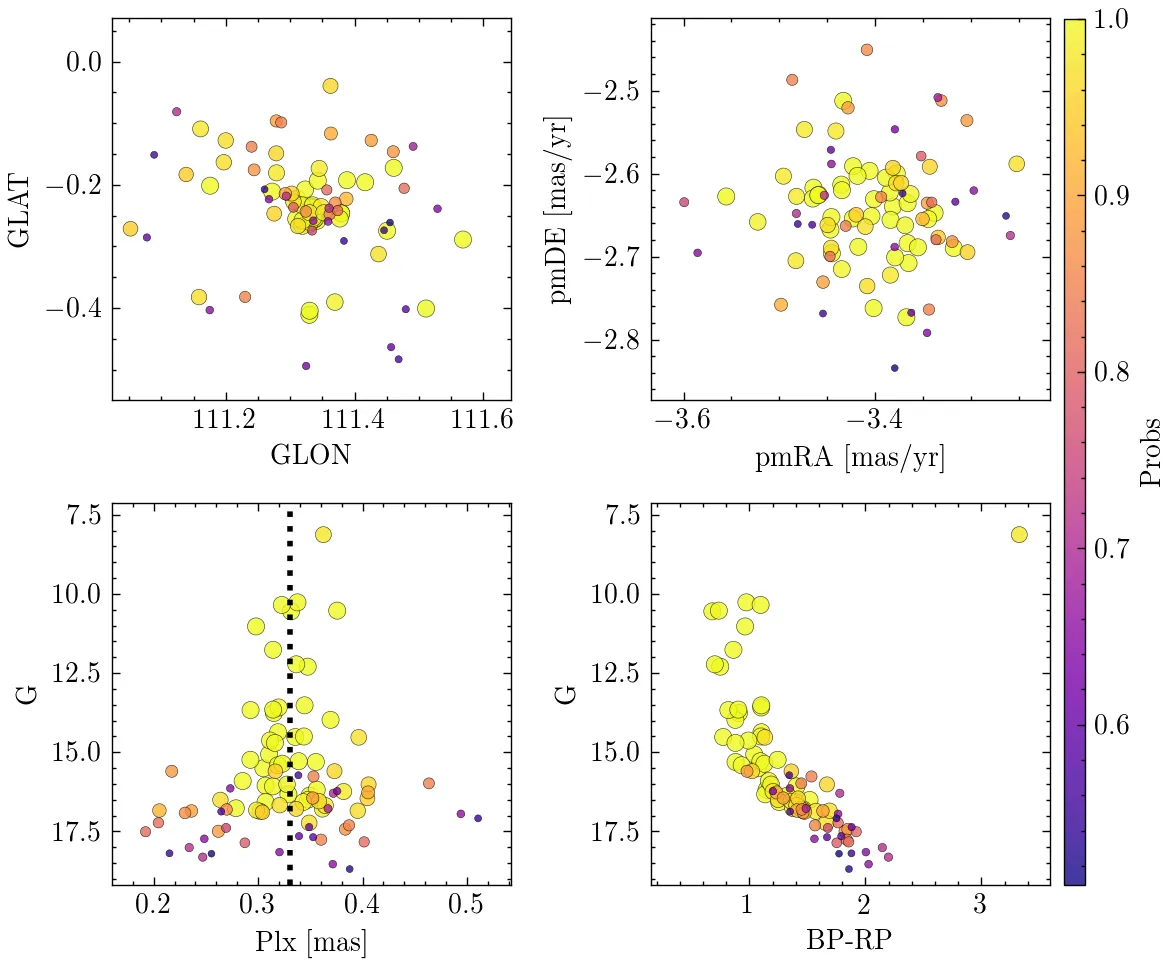 0.0
−0.2
−0.4
GLAT
111.2 111.4 111.6
GLON
−2.5
−2.6
−2.7
−2.8
pmDE [mas/yr]
−3.6 −3.4
pmRA [mas/yr]
1.0
0.9
0.8
0.7
0.6
Probs
7.5
10.0
12.5
15.0
17.5
G
0.2 0.3 0.4 0.5
Plx [mas]
7.5
10.0
12.5
15.0
17.5
G
1 2 3
BP-RP